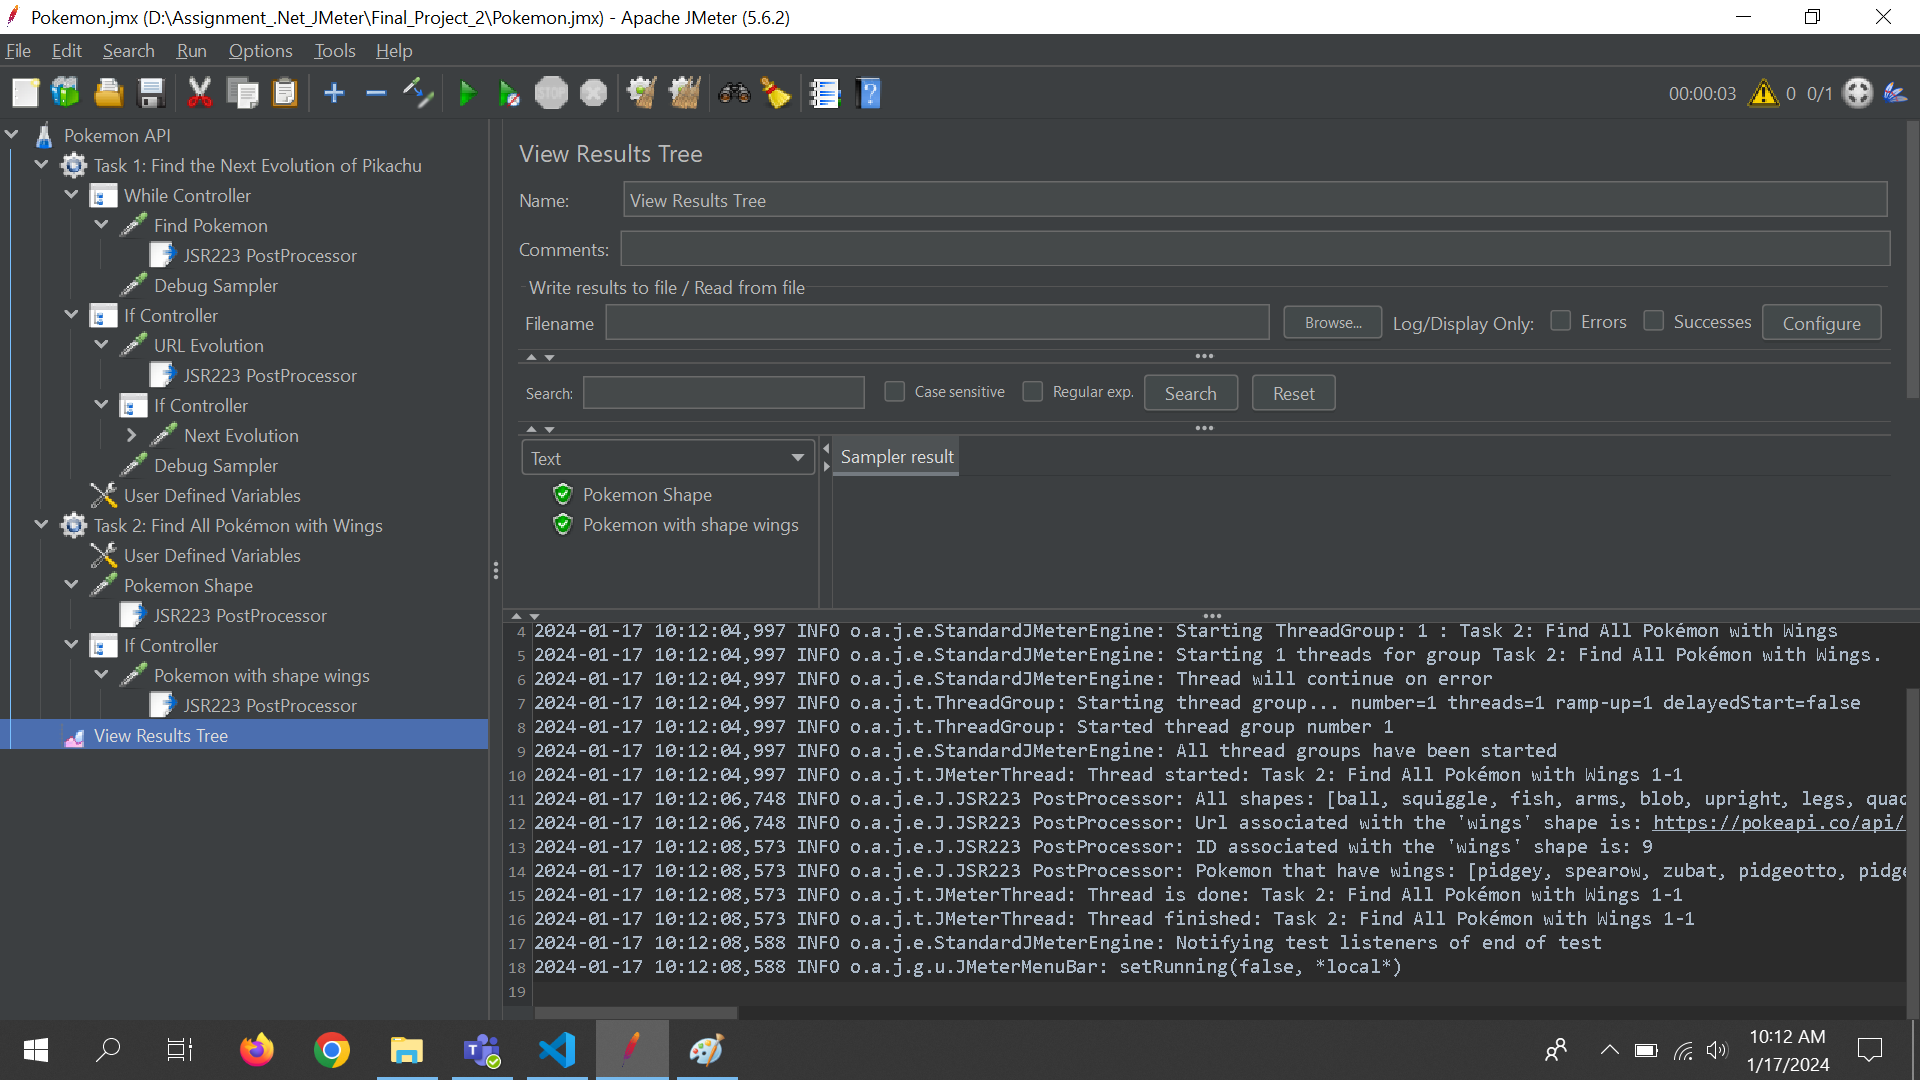 Pokemon.jmx (D:\Assignment_.Net_JMeter\Final_Project_2\Pokemon.jmx) - Apache JMeter (5.6.2)
File Edit Search Run Options Tools Help
STOP
00:00:03 0 0/1
Pokemon API
Task 1: Find the Next Evolution of Pikachu
While Controller
Find Pokemon
JSR223 PostProcessor
Debug Sampler
If Controller
URL Evolution
JSR223 PostProcessor
If Controller
Next Evolution
Debug Sampler
User Defined Variables
Task 2: Find All Pokémon with Wings
User Defined Variables
Pokemon Shape
JSR223 PostProcessor
If Controller
Pokemon with shape wings
JSR223 PostProcessor
View Results Tree
View Results Tree
Name: View Results Tree
Comments:
Write results to file / Read from file
Filename Browse... Log/Display Only: Errors Successes Configure
Search: Case sensitive Regular exp. Search Reset
Text
Sampler result
Pokemon Shape
Pokemon with shape wings
4 2024-01-17 10:12:04,997 INFO o.a.j.e.StandardJMeterEngine: Starting ThreadGroup: 1 : Task 2: Find All Pokémon with Wings
5 2024-01-17 10:12:04,997 INFO o.a.j.e.StandardJMeterEngine: Starting 1 threads for group Task 2: Find All Pokémon with Wings.
6 2024-01-17 10:12:04,997 INFO o.a.j.e.StandardJMeterEngine: Thread will continue on error
7 2024-01-17 10:12:04,997 INFO o.a.j.t.ThreadGroup: Starting thread group... number=1 threads=1 ramp-up=1 delayedStart=false
8 2024-01-17 10:12:04,997 INFO o.a.j.t.ThreadGroup: Started thread group number 1
9 2024-01-17 10:12:04,997 INFO o.a.j.e.StandardJMeterEngine: All thread groups have been started
10 2024-01-17 10:12:04,997 INFO o.a.j.t.JMeterThread: Thread started: Task 2: Find All Pokémon with Wings 1-1
11 2024-01-17 10:12:06,748 INFO o.a.j.e.J.JSR223 PostProcessor: All shapes: [ball, squiggle, fish, arms, blob, upright, legs, quad
12 2024-01-17 10:12:06,748 INFO o.a.j.e.J.JSR223 PostProcessor: Url associated with the 'wings' shape is: https://pokeapi.co/api/
13 2024-01-17 10:12:08,573 INFO o.a.j.e.J.JSR223 PostProcessor: ID associated with the 'wings' shape is: 9
14 2024-01-17 10:12:08,573 INFO o.a.j.e.J.JSR223 PostProcessor: Pokemon that have wings: [pidgey, spearow, zubat, pidgeotto, pidge
15 2024-01-17 10:12:08,573 INFO o.a.j.t.JMeterThread: Thread is done: Task 2: Find All Pokémon with Wings 1-1
16 2024-01-17 10:12:08,573 INFO o.a.j.t.JMeterThread: Thread finished: Task 2: Find All Pokémon with Wings 1-1
17 2024-01-17 10:12:08,588 INFO o.a.j.e.StandardJMeterEngine: Notifying test listeners of end of test
18 2024-01-17 10:12:08,588 INFO o.a.j.g.u.JMeterMenuBar: setRunning(false, *local*)
19
10:12 AM
1/17/2024